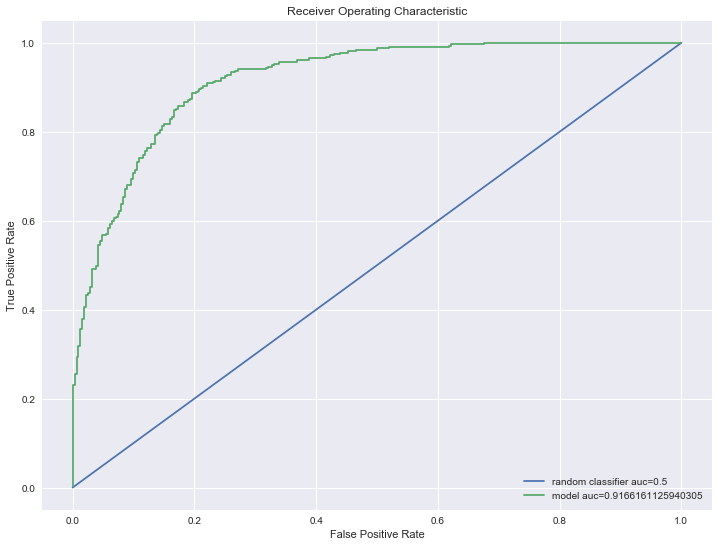 Receiver Operating Characteristic
1.0
0.8
0.6
0.4
0.2
0.0
True Positive Rate
0.0 0.2 0.4 0.6 0.8 1.0
False Positive Rate
random classifier auc=0.5
model auc=0.9166161125940305